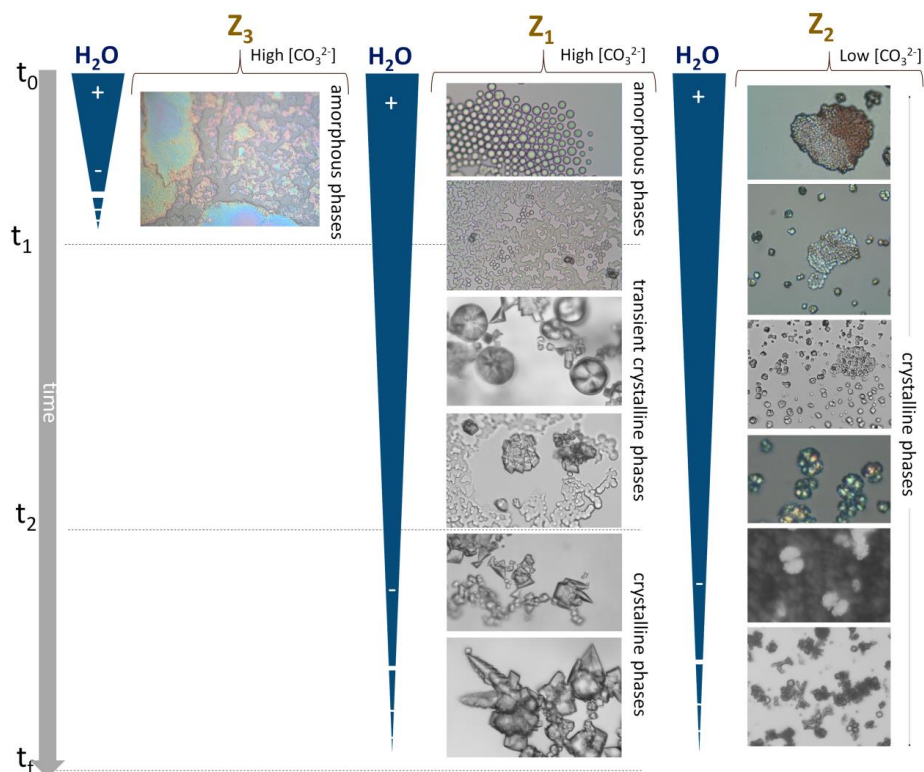 Z₃
Z₁
Z₂
H₂O
High [CO₃²⁻]
H₂O
High [CO₃²⁻]
H₂O
Low [CO₃²⁻]
t₀
+
-
amorphous phases
+
amorphous phases
+
t₁
time
transient crystalline phases
crystalline phases
t₂
-
crystalline phases
-
t_f